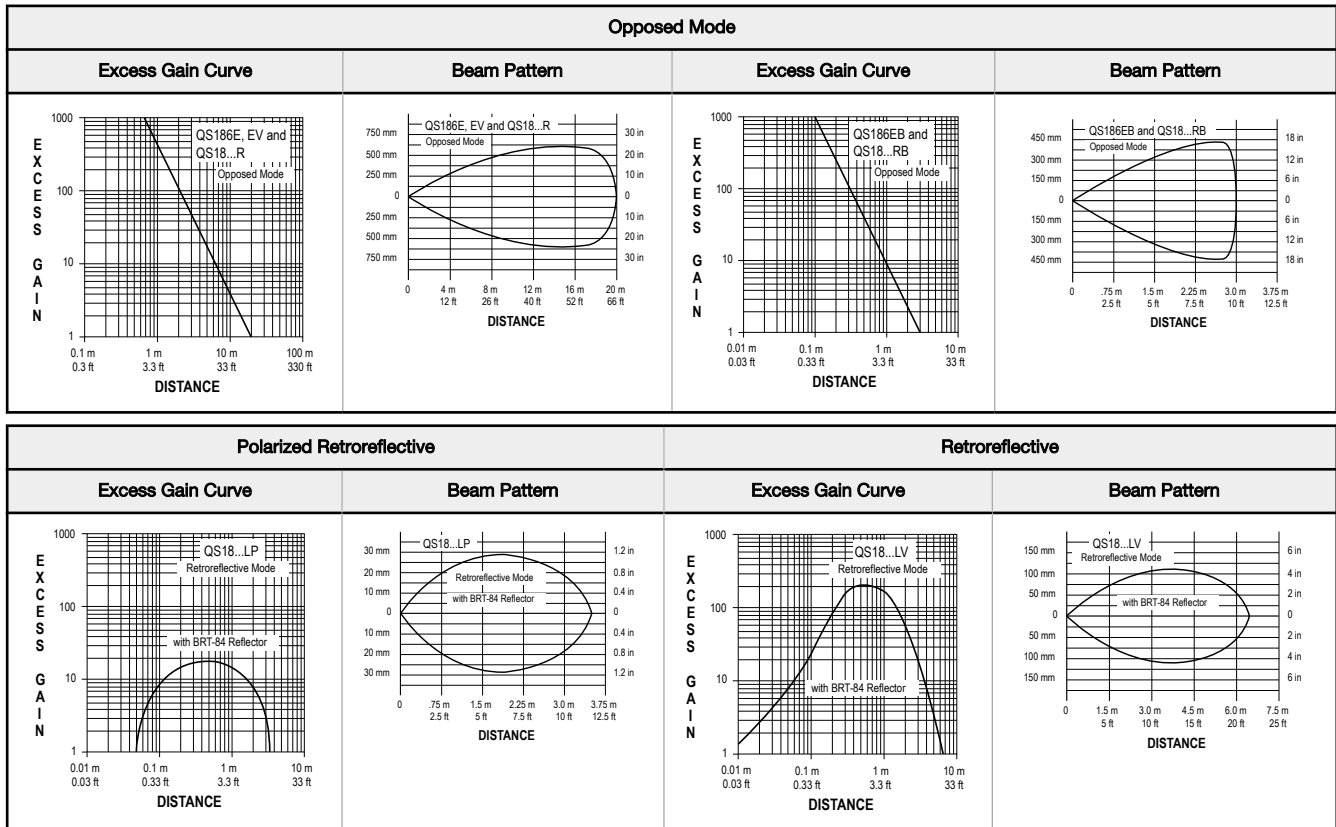 Opposed Mode
Excess Gain Curve
Beam Pattern
Excess Gain Curve
Beam Pattern
E
X
C
E
S
S
G
A
I
N
1000
100
10
1
QS186E, EV and
QS18...R
Opposed Mode
0.1 m
0.3 ft
1 m
3.3 ft
10 m
33 ft
100 m
330 ft
DISTANCE
QS186E, EV and QS18...R
Opposed Mode
750 mm
500 mm
250 mm
0
250 mm
500 mm
750 mm
30 in
20 in
10 in
0
10 in
20 in
30 in
0
4 m
12 ft
8 m
26 ft
12 m
40 ft
16 m
52 ft
20 m
66 ft
DISTANCE
E
X
C
E
S
S
G
A
I
N
1000
100
10
1
QS186EB and
QS18...RB
Opposed Mode
0.01 m
0.03 ft
0.1 m
0.33 ft
1 m
3.3 ft
10 m
33 ft
DISTANCE
QS186EB and QS18...RB
Opposed Mode
450 mm
300 mm
150 mm
0
150 mm
300 mm
450 mm
18 in
12 in
6 in
0
6 in
12 in
18 in
0
.75 m
2.5 ft
1.5 m
5 ft
2.25 m
7.5 ft
3.0 m
10 ft
3.75 m
12.5 ft
DISTANCE
Polarized Retroreflective
Retroreflective
Excess Gain Curve
Beam Pattern
Excess Gain Curve
Beam Pattern
E
X
C
E
S
S
G
A
I
N
1000
100
10
1
QS18...LP
Retroreflective Mode
with BRT-84 Reflector
0.01 m
0.03 ft
0.1 m
0.33 ft
1 m
3.3 ft
10 m
33 ft
DISTANCE
QS18...LP
Retroreflective Mode
with BRT-84 Reflector
30 mm
20 mm
10 mm
0
10 mm
20 mm
30 mm
1.2 in
0.8 in
0.4 in
0
0.4 in
0.8 in
1.2 in
0
.75 m
2.5 ft
1.5 m
5 ft
2.25 m
7.5 ft
3.0 m
10 ft
3.75 m
12.5 ft
DISTANCE
E
X
C
E
S
S
G
A
I
N
1000
100
10
1
QS18...LV
Retroreflective Mode
with BRT-84 Reflector
0.01 m
0.03 ft
0.1 m
0.33 ft
1 m
3.3 ft
10 m
33 ft
DISTANCE
QS18...LV
Retroreflective Mode
with BRT-84 Reflector
150 mm
100 mm
50 mm
0
50 mm
100 mm
150 mm
6 in
4 in
2 in
0
2 in
4 in
6 in
0
1.5 m
5 ft
3.0 m
10 ft
4.5 m
15 ft
6.0 m
20 ft
7.5 m
25 ft
DISTANCE